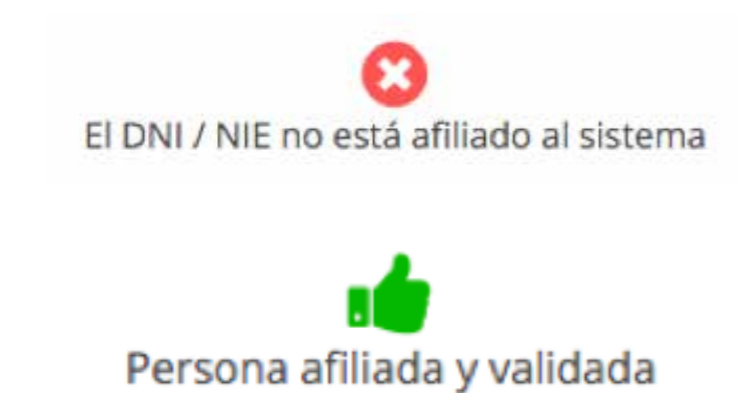 El DNI / NIE no está afiliado al sistema
Persona afiliada y validada